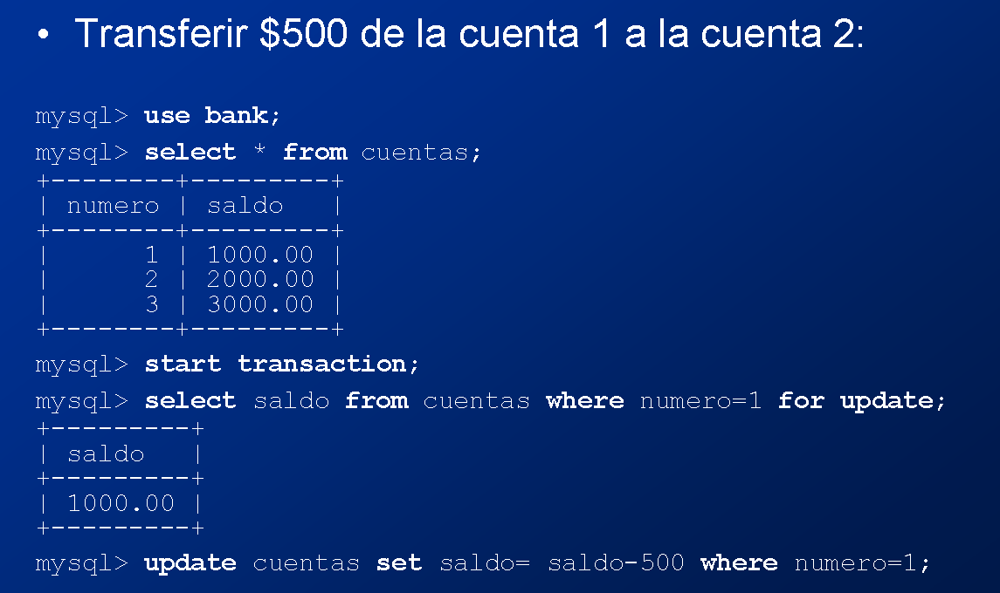 • Transferir $500 de la cuenta 1 a la cuenta 2:
mysql> use bank;
mysql> select * from cuentas;
+--------+---------+
| numero | saldo   |
+--------+---------+
|      1 | 1000.00 |
|      2 | 2000.00 |
|      3 | 3000.00 |
+--------+---------+
mysql> start transaction;
mysql> select saldo from cuentas where numero=1 for update;
+---------+
| saldo   |
+---------+
| 1000.00 |
+---------+
mysql> update cuentas set saldo= saldo-500 where numero=1;